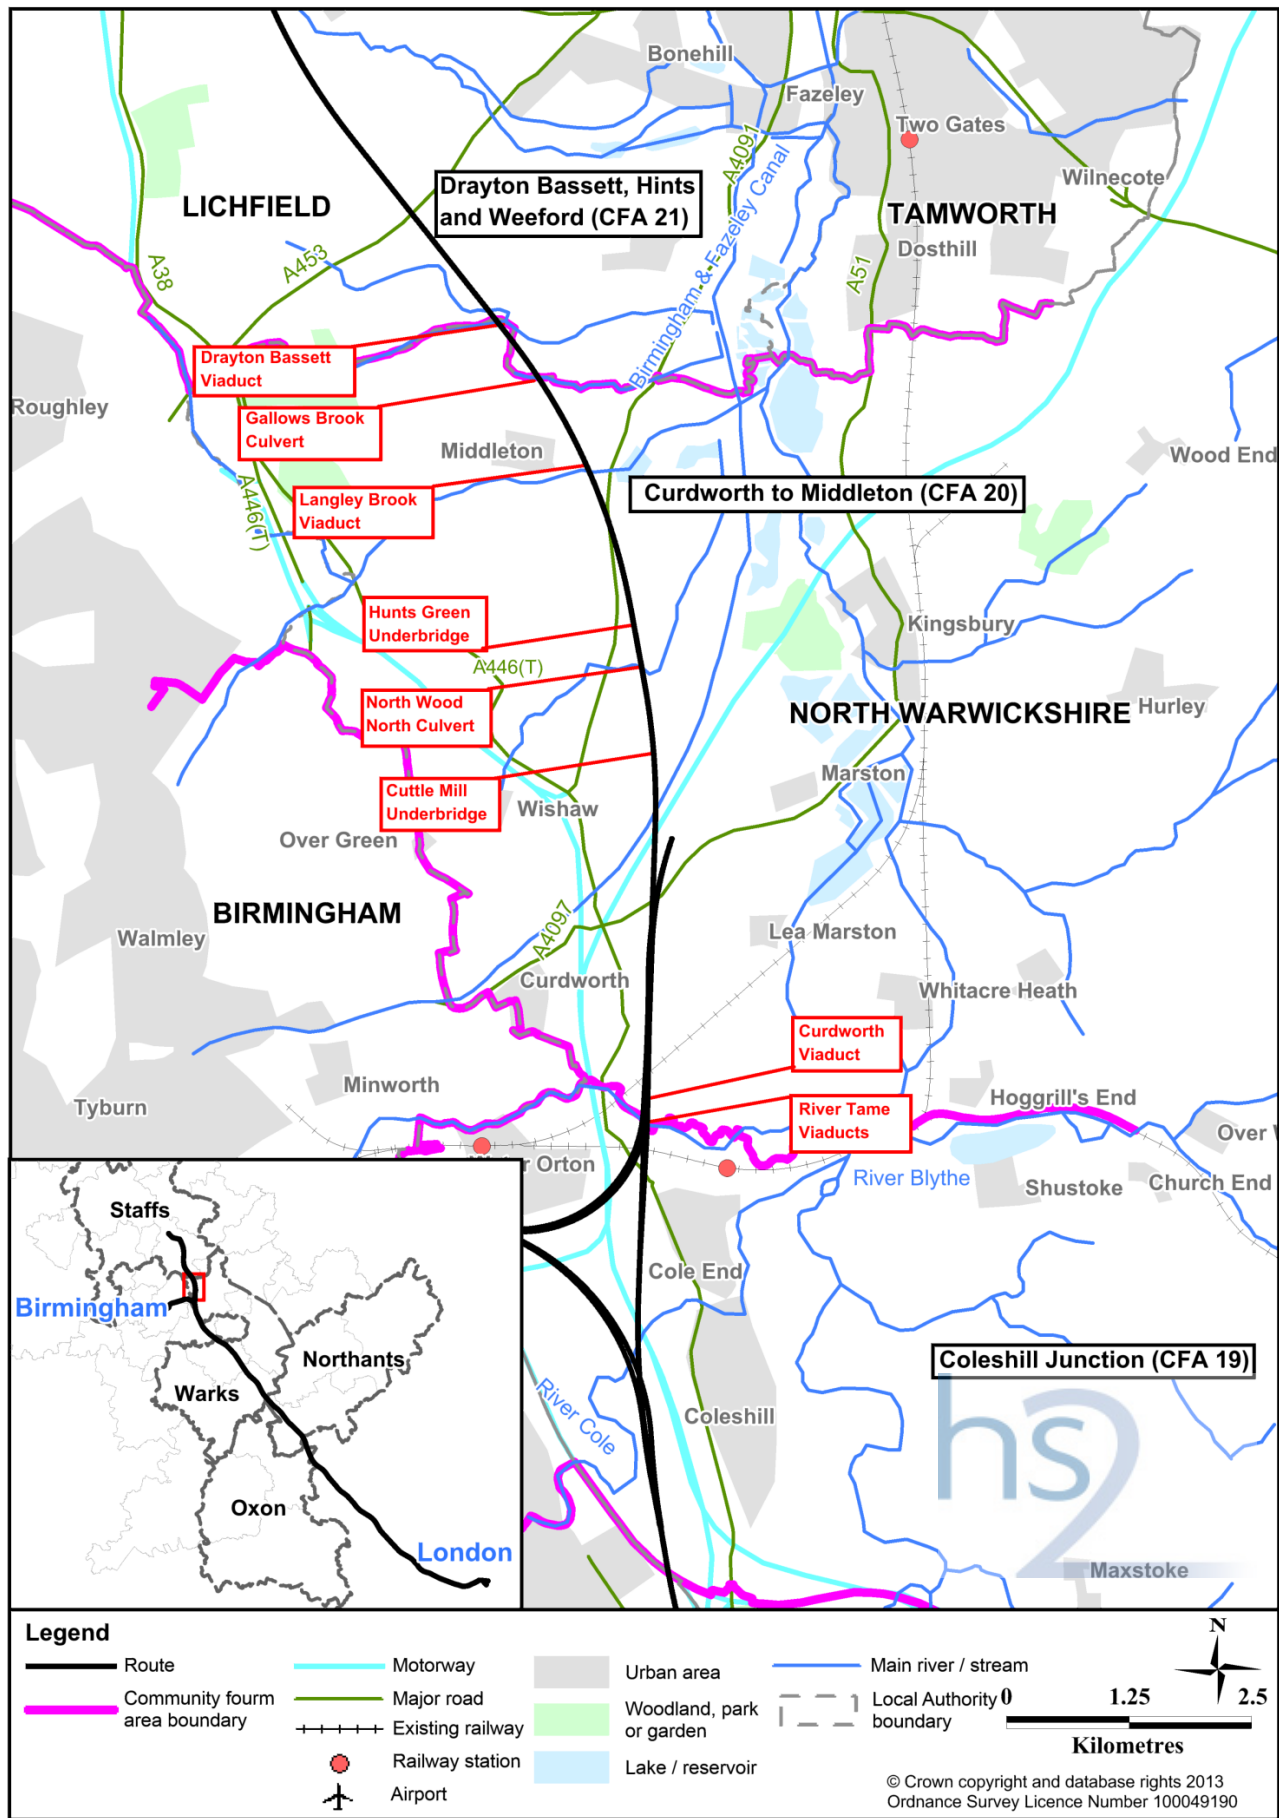 Bonehill
Fazeley
Two Gates
A4091
Wilnecote
Drayton Bassett, Hints
and Weeford (CFA 21)
LICHFIELD
TAMWORTH
Dosthill
Birmingham & Fazeley Canal
A38
A453
A51
Drayton Bassett
Viaduct
Roughley
Gallows Brook
Culvert
Middleton
Wood End
Langley Brook
Viaduct
Curdworth to Middleton (CFA 20)
A446(T)
Hunts Green
Underbridge
Kingsbury
A446(T)
North Wood
North Culvert
NORTH WARWICKSHIRE
Hurley
Marston
Cuttle Mill
Underbridge
Wishaw
Over Green
BIRMINGHAM
A4097
Walmley
Lea Marston
Curdworth
Whitacre Heath
Curdworth
Viaduct
Minworth
Tyburn
Hoggrill's End
River Tame
Viaducts
Over
Orton
River Blythe
Shustoke
Church End
Staffs
Birmingham
Northants
Warks
Oxon
London
Cole End
River Cole
Coleshill
Coleshill Junction (CFA 19)
hs2
Maxstoke
Legend
Route
Community fourm
area boundary
Motorway
Major road
Existing railway
Railway station
Airport
Urban area
Woodland, park
or garden
Lake / reservoir
Main river / stream
Local Authority
boundary
N
0 1.25 2.5
Kilometres
© Crown copyright and database rights 2013
Ordnance Survey Licence Number 100049190